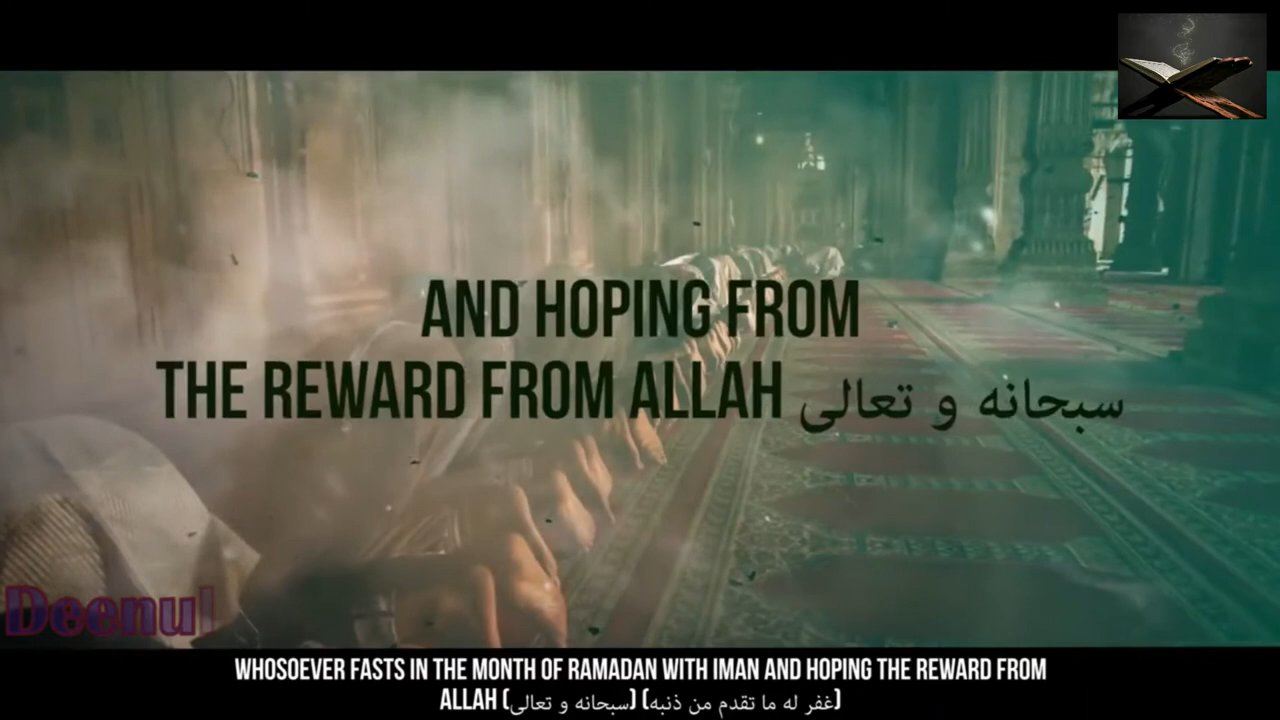 AND HOPING FROM
THE REWARD FROM ALLAH سبحانه و تعالى
Deenul
WHOSOEVER FASTS IN THE MONTH OF RAMADAN WITH IMAN AND HOPING THE REWARD FROM
ALLAH (سبحانه و تعالى) (غفر له ما تقدم من ذنبه)